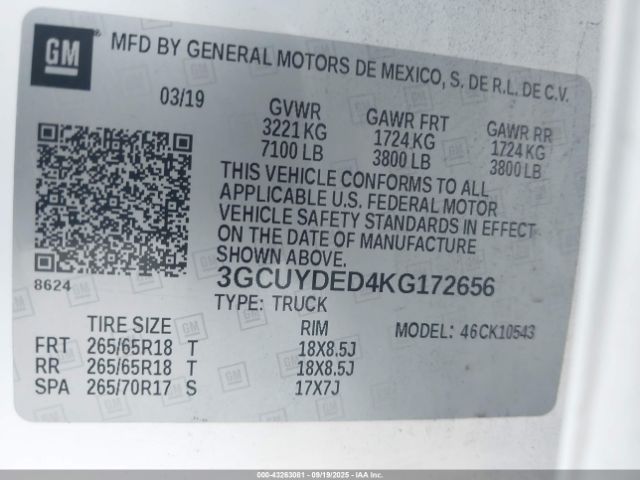 GM
MFD BY GENERAL MOTORS DE MEXICO, S. DE R.L. DE C.V.
03/19
GVWR
3221 KG
7100 LB
GAWR FRT
1724 KG
3800 LB
GAWR RR
1724 KG
3800 LB
THIS VEHICLE CONFORMS TO ALL
APPLICABLE U.S. FEDERAL MOTOR
VEHICLE SAFETY STANDARDS IN EFFECT
ON THE DATE OF MANUFACTURE
SHOWN ABOVE.
8624
3GCUYDED4KG172656
TYPE: TRUCK
MODEL: 46CK10543
TIRE SIZE RIM
FRT 265/65R18 T 18X8.5J
RR 265/65R18 T 18X8.5J
SPA 265/70R17 S 17X7J
000-43263061 - 09/19/2025 - IAA Inc.